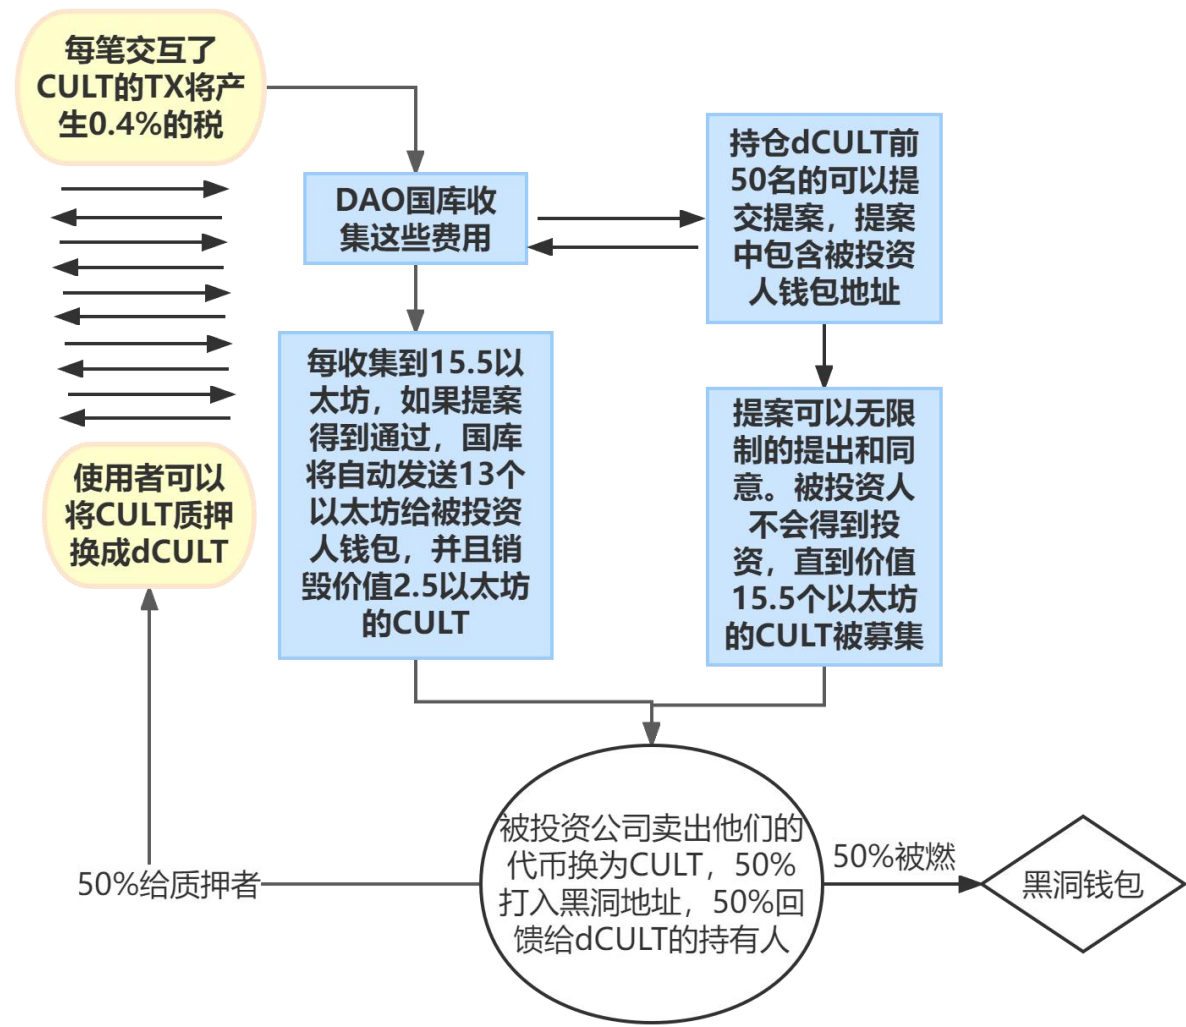 每笔交互了
CULT的TX将产
生0.4%的税
DAO国库收
集这些费用
持仓dCULT前
50名的可以提
交提案，提案
中包含被投资
人钱包地址
每收集到15.5以
太坊，如果提案
得到通过，国库
将自动发送13个
以太坊给被投资
人钱包，并且销
毁价值2.5以太坊
的CULT
提案可以无限
制的提出和同
意。被投资人
不会得到投
资，直到价值
15.5个以太坊
的CULT被募集
使用者可以
将CULT质押
换成dCULT
被投资公司卖出他们的
代币换为CULT，50%
打入黑洞地址，50%回
馈给dCULT的持有人
50%给质押者
50%被燃
黑洞钱包